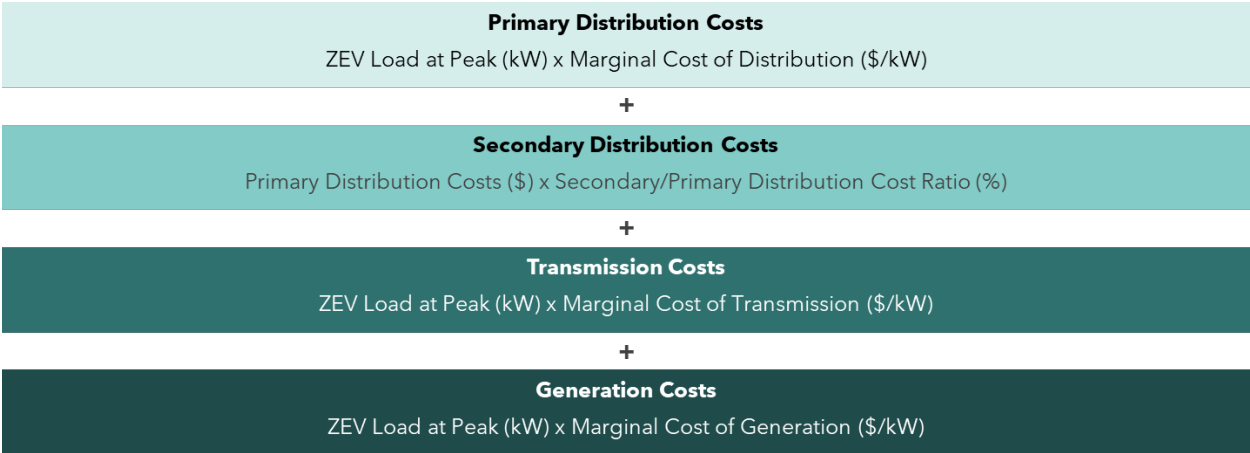 Primary Distribution Costs
ZEV Load at Peak (kW) x Marginal Cost of Distribution ($/kW)
+
Secondary Distribution Costs
Primary Distribution Costs ($) x Secondary/Primary Distribution Cost Ratio (%)
+
Transmission Costs
ZEV Load at Peak (kW) x Marginal Cost of Transmission ($/kW)
+
Generation Costs
ZEV Load at Peak (kW) x Marginal Cost of Generation ($/kW)